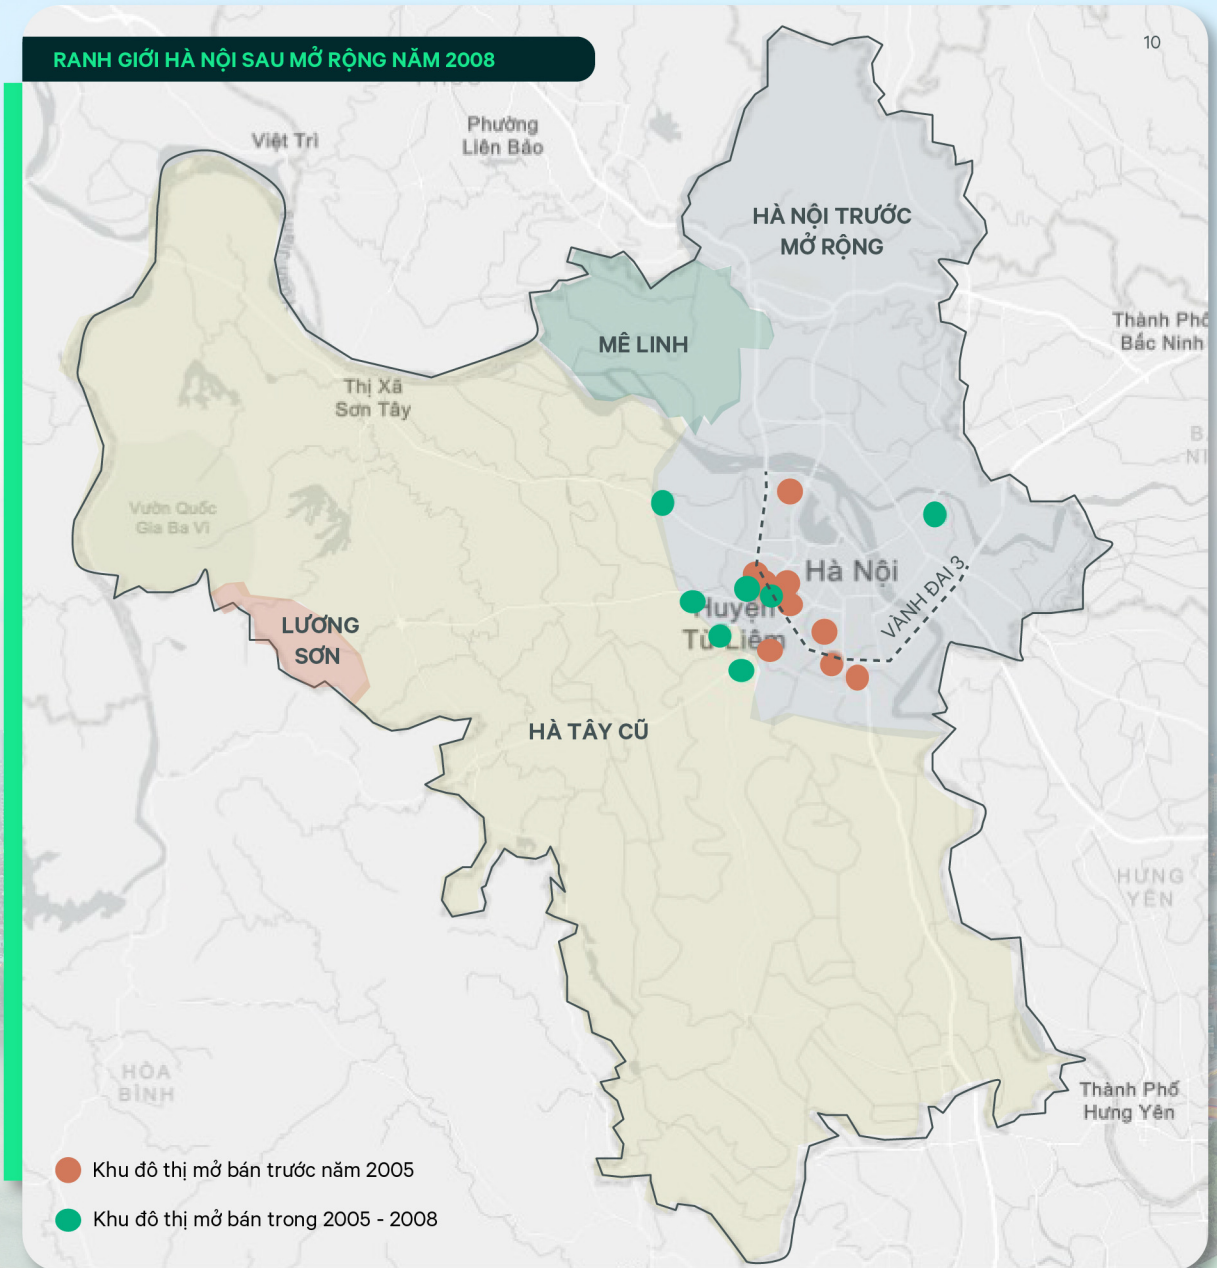 RANH GIỚI HÀ NỘI SAU MỞ RỘNG NĂM 2008
10
Việt Trì
Phường
Liên Bảo
HÀ NỘI TRƯỚC
MỞ RỘNG
Thành Phố
Bắc Ninh
MÊ LINH
Thị Xã
Sơn Tây
Vườn Quốc
Gia Ba Vì
Hà Nội
VÀNH ĐAI 3
Huyện
Từ Liêm
LƯƠNG
SƠN
HÀ TÂY CŨ
HƯNG
YÊN
HÒA
BÌNH
Thành Phố
Hưng Yên
Khu đô thị mở bán trước năm 2005
Khu đô thị mở bán trong 2005 - 2008